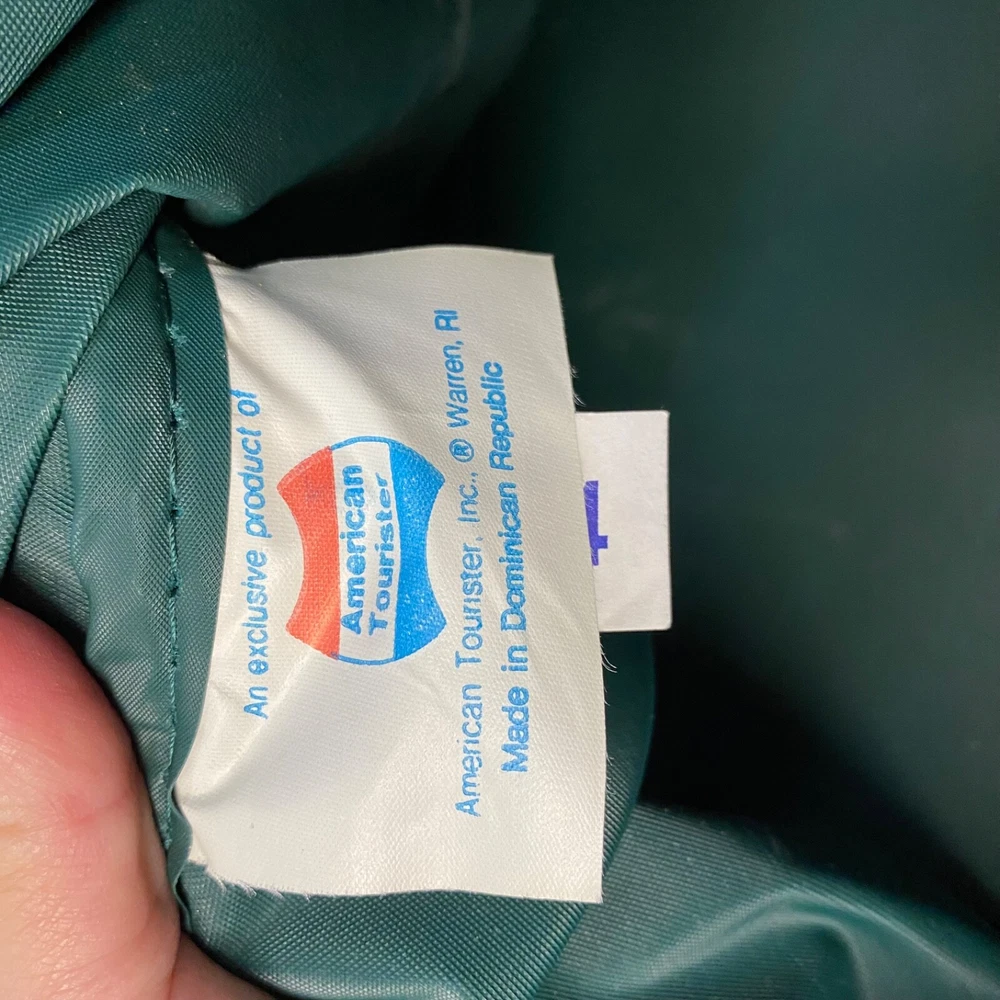 An exclusive product of
American
Tourister
American Tourister, Inc., ® Warren, RI
Made in Dominican Republic